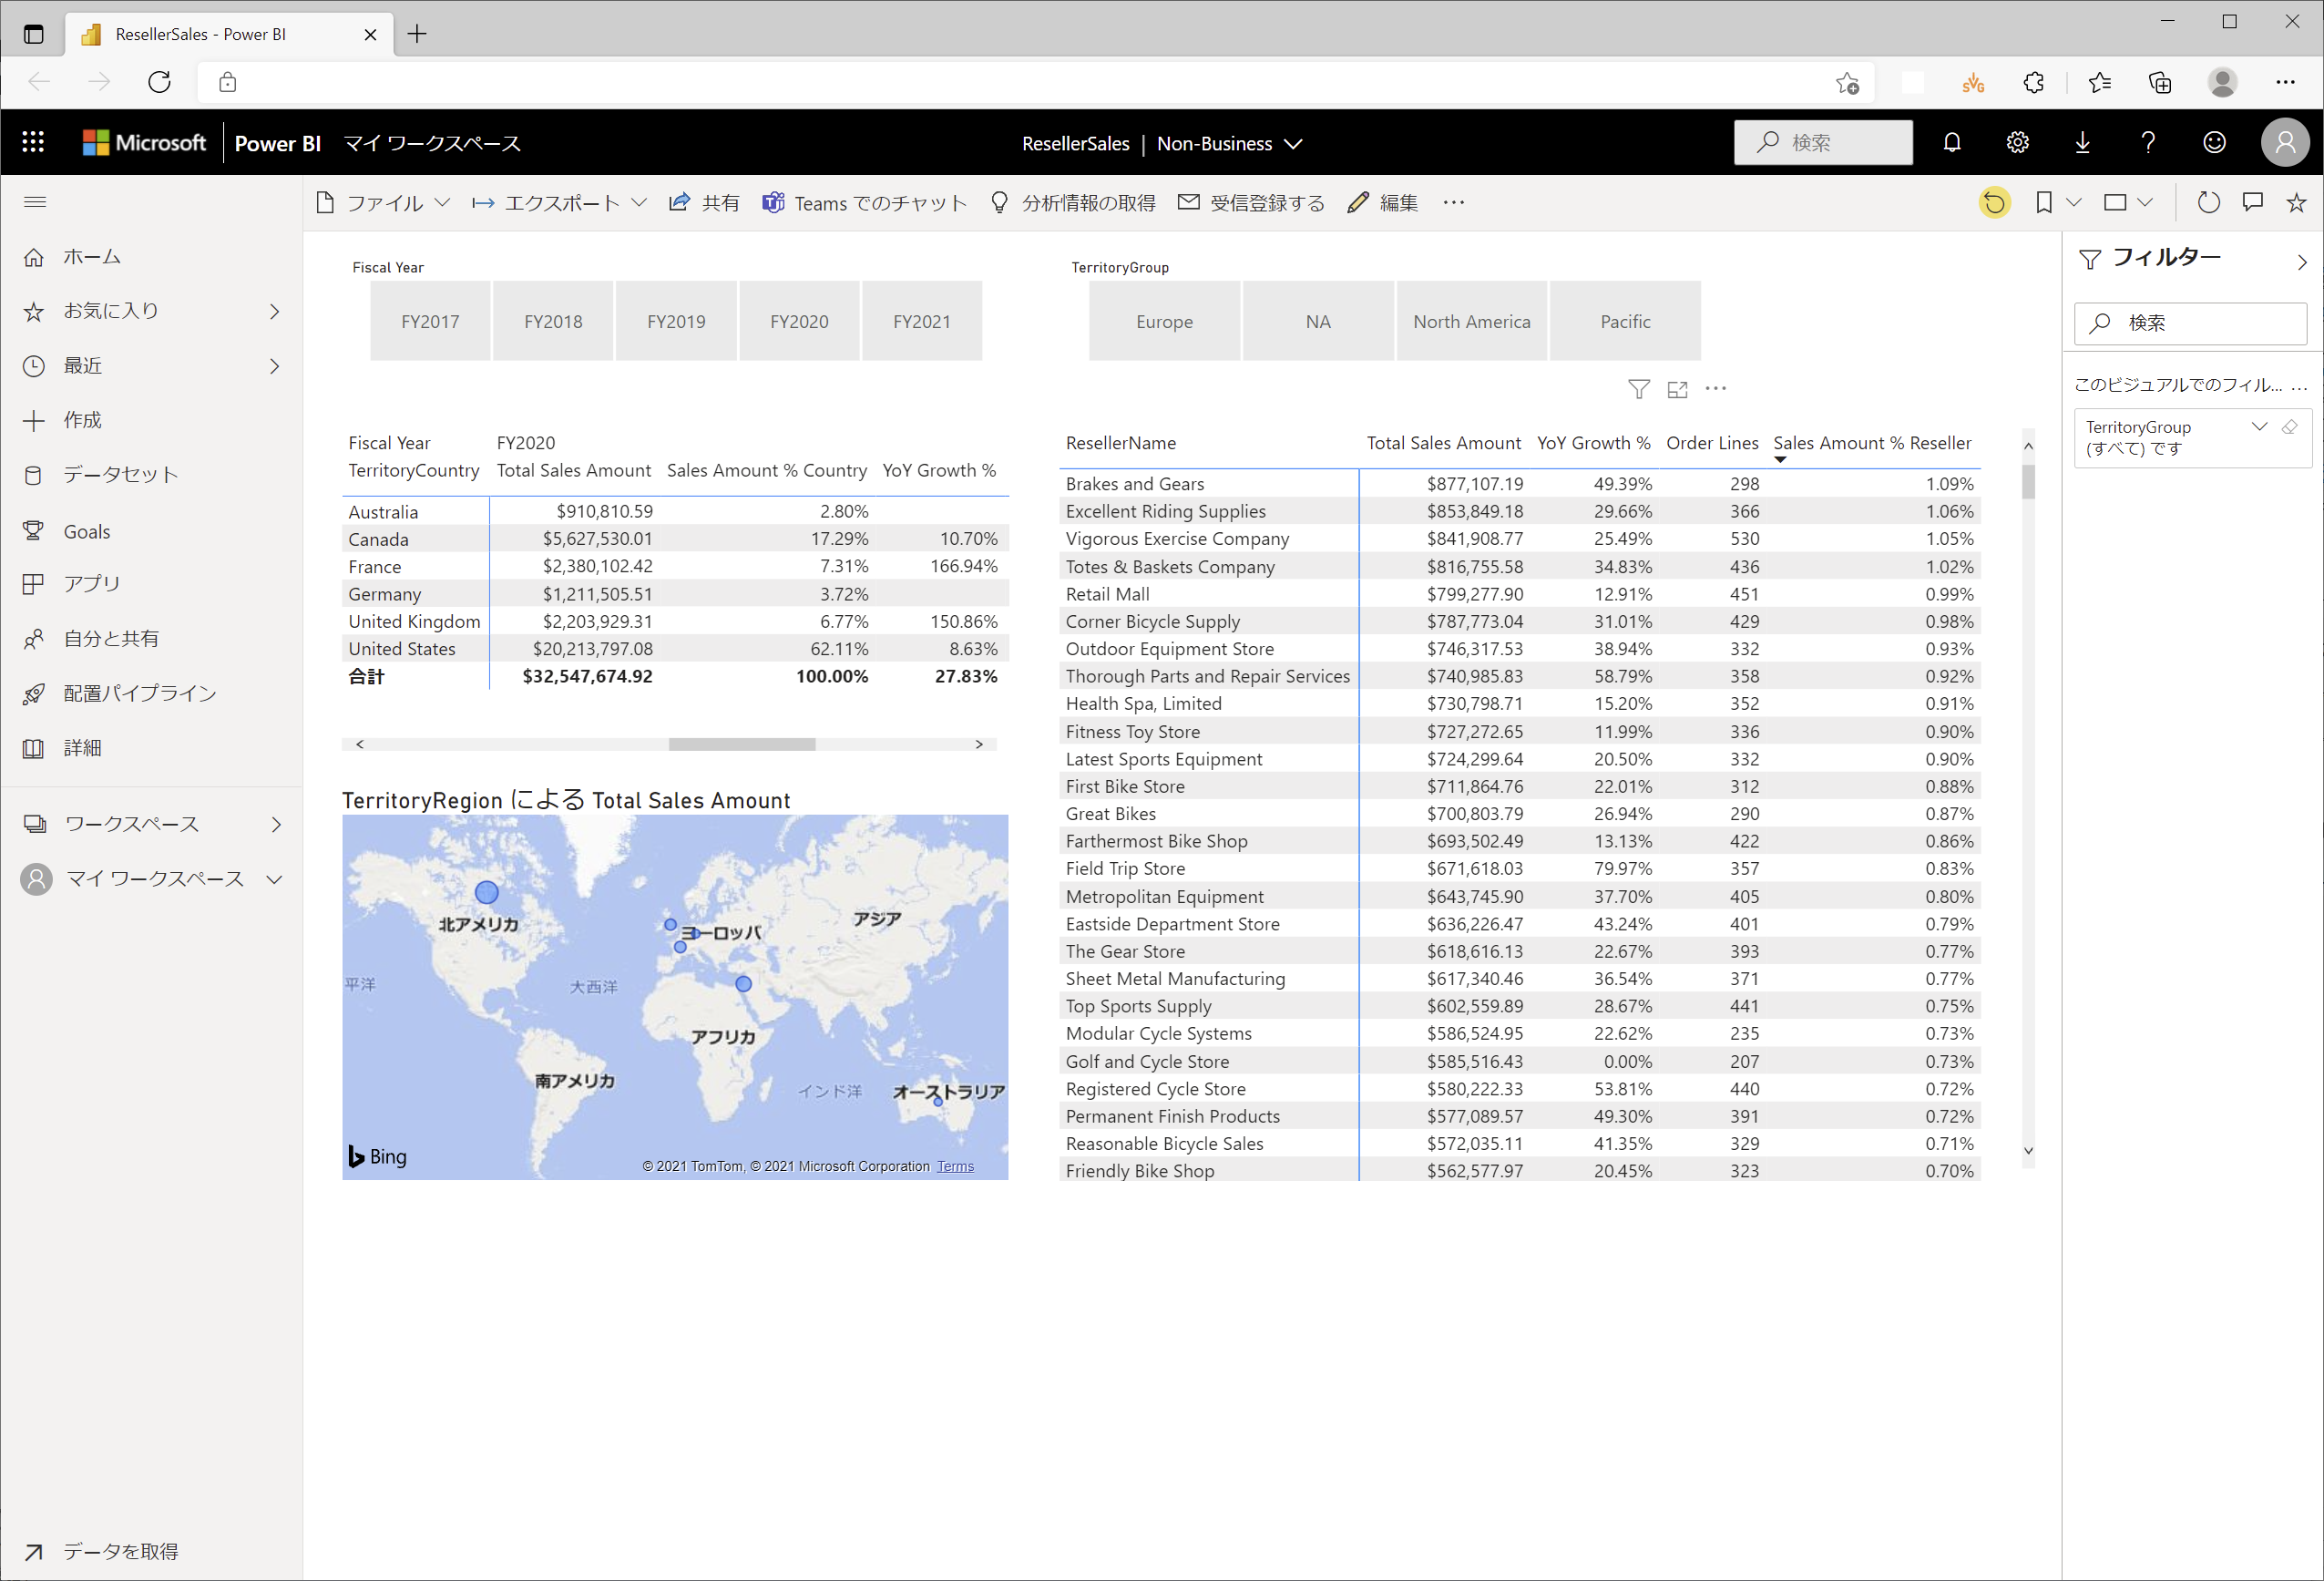 ResellerSales - Power BI
Microsoft Power BI マイ ワークスペース ResellerSales | Non-Business 検索
ファイル エクスポート 共有 Teams でのチャット 分析情報の取得 受信登録する 編集 ...
ホーム
お気に入り
最近
作成
データセット
Goals
アプリ
自分と共有
配置パイプライン
詳細
ワークスペース
マイ ワークスペース
データを取得
Fiscal Year
FY2017 FY2018 FY2019 FY2020 FY2021
TerritoryGroup
Europe NA North America Pacific
Fiscal Year FY2020
TerritoryCountry Total Sales Amount Sales Amount % Country YoY Growth %
Australia $910,810.59 2.80%
Canada $5,627,530.01 17.29% 10.70%
France $2,380,102.42 7.31% 166.94%
Germany $1,211,505.51 3.72%
United Kingdom $2,203,929.31 6.77% 150.86%
United States $20,213,797.08 62.11% 8.63%
合計 $32,547,674.92 100.00% 27.83%
TerritoryRegion による Total Sales Amount
北アメリカ
ヨーロッパ
アジア
平洋
大西洋
アフリカ
南アメリカ
インド洋
オーストラリア
Bing
© 2021 TomTom, © 2021 Microsoft Corporation Terms
ResellerName Total Sales Amount YoY Growth % Order Lines Sales Amount % Reseller
Brakes and Gears $877,107.19 49.39% 298 1.09%
Excellent Riding Supplies $853,849.18 29.66% 366 1.06%
Vigorous Exercise Company $841,908.77 25.49% 530 1.05%
Totes & Baskets Company $816,755.58 34.83% 436 1.02%
Retail Mall $799,277.90 12.91% 451 0.99%
Corner Bicycle Supply $787,773.04 31.01% 429 0.98%
Outdoor Equipment Store $746,317.53 38.94% 332 0.93%
Thorough Parts and Repair Services $740,985.83 58.79% 358 0.92%
Health Spa, Limited $730,798.71 15.20% 352 0.91%
Fitness Toy Store $727,272.65 11.99% 336 0.90%
Latest Sports Equipment $724,299.64 20.50% 332 0.90%
First Bike Store $711,864.76 22.01% 312 0.88%
Great Bikes $700,803.79 26.94% 290 0.87%
Farthermost Bike Shop $693,502.49 13.13% 422 0.86%
Field Trip Store $671,618.03 79.97% 357 0.83%
Metropolitan Equipment $643,745.90 37.70% 405 0.80%
Eastside Department Store $636,226.47 43.24% 401 0.79%
The Gear Store $618,616.13 22.67% 393 0.77%
Sheet Metal Manufacturing $617,340.46 36.54% 371 0.77%
Top Sports Supply $602,559.89 28.67% 441 0.75%
Modular Cycle Systems $586,524.95 22.62% 235 0.73%
Golf and Cycle Store $585,516.43 0.00% 207 0.73%
Registered Cycle Store $580,222.33 53.81% 440 0.72%
Permanent Finish Products $577,089.57 49.30% 391 0.72%
Reasonable Bicycle Sales $572,035.11 41.35% 329 0.71%
Friendly Bike Shop $562,577.97 20.45% 323 0.70%
フィルター
検索
このビジュアルでのフィル... ...
TerritoryGroup
(すべて) です